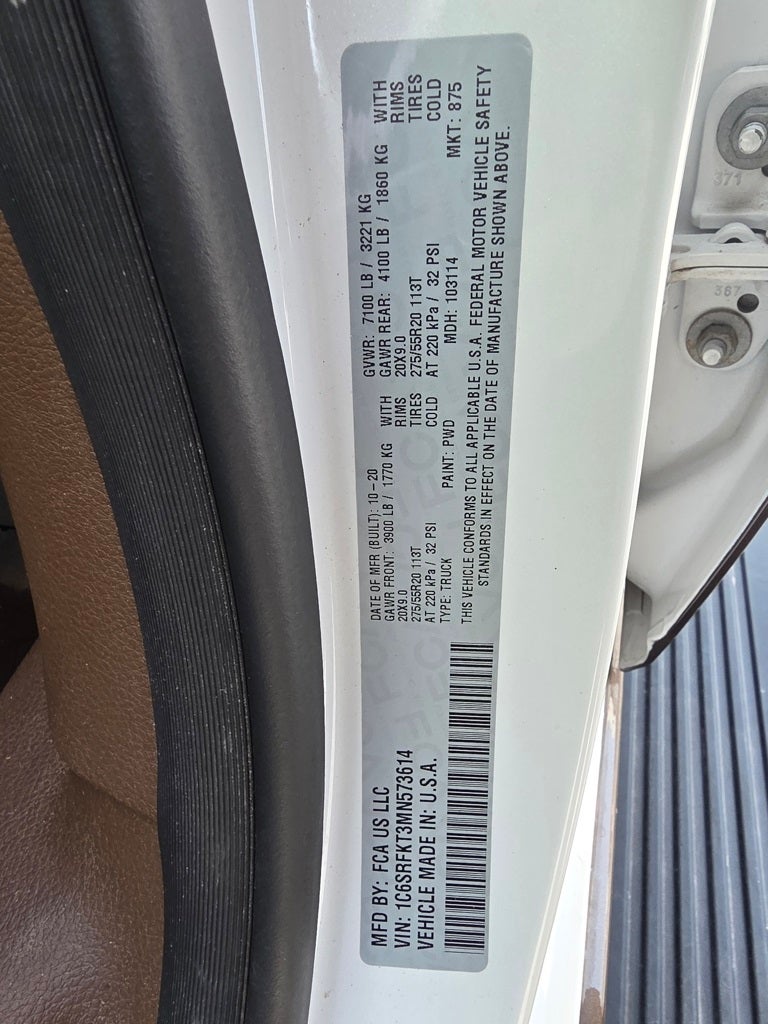 MFD BY: FCA US LLC
VIN: 1C6SRFKT3MN573614
VEHICLE MADE IN: U.S.A.
DATE OF MFR (BUILT): 10-20 GVWR: 7100 LB / 3221 KG
GAWR FRONT: 3900 LB / 1770 KG WITH GAWR REAR: 4100 LB / 1860 KG WITH
20X9.0 RIMS 20X9.0 RIMS
275/55R20 113T TIRES 275/55R20 113T TIRES
AT 220 kPa / 32 PSI COLD AT 220 kPa / 32 PSI COLD
TYPE: TRUCK PAINT: PWD MDH: 103114 MKT: 875
THIS VEHICLE CONFORMS TO ALL APPLICABLE U.S.A. FEDERAL MOTOR VEHICLE SAFETY
STANDARDS IN EFFECT ON THE DATE OF MANUFACTURE SHOWN ABOVE.
371
367